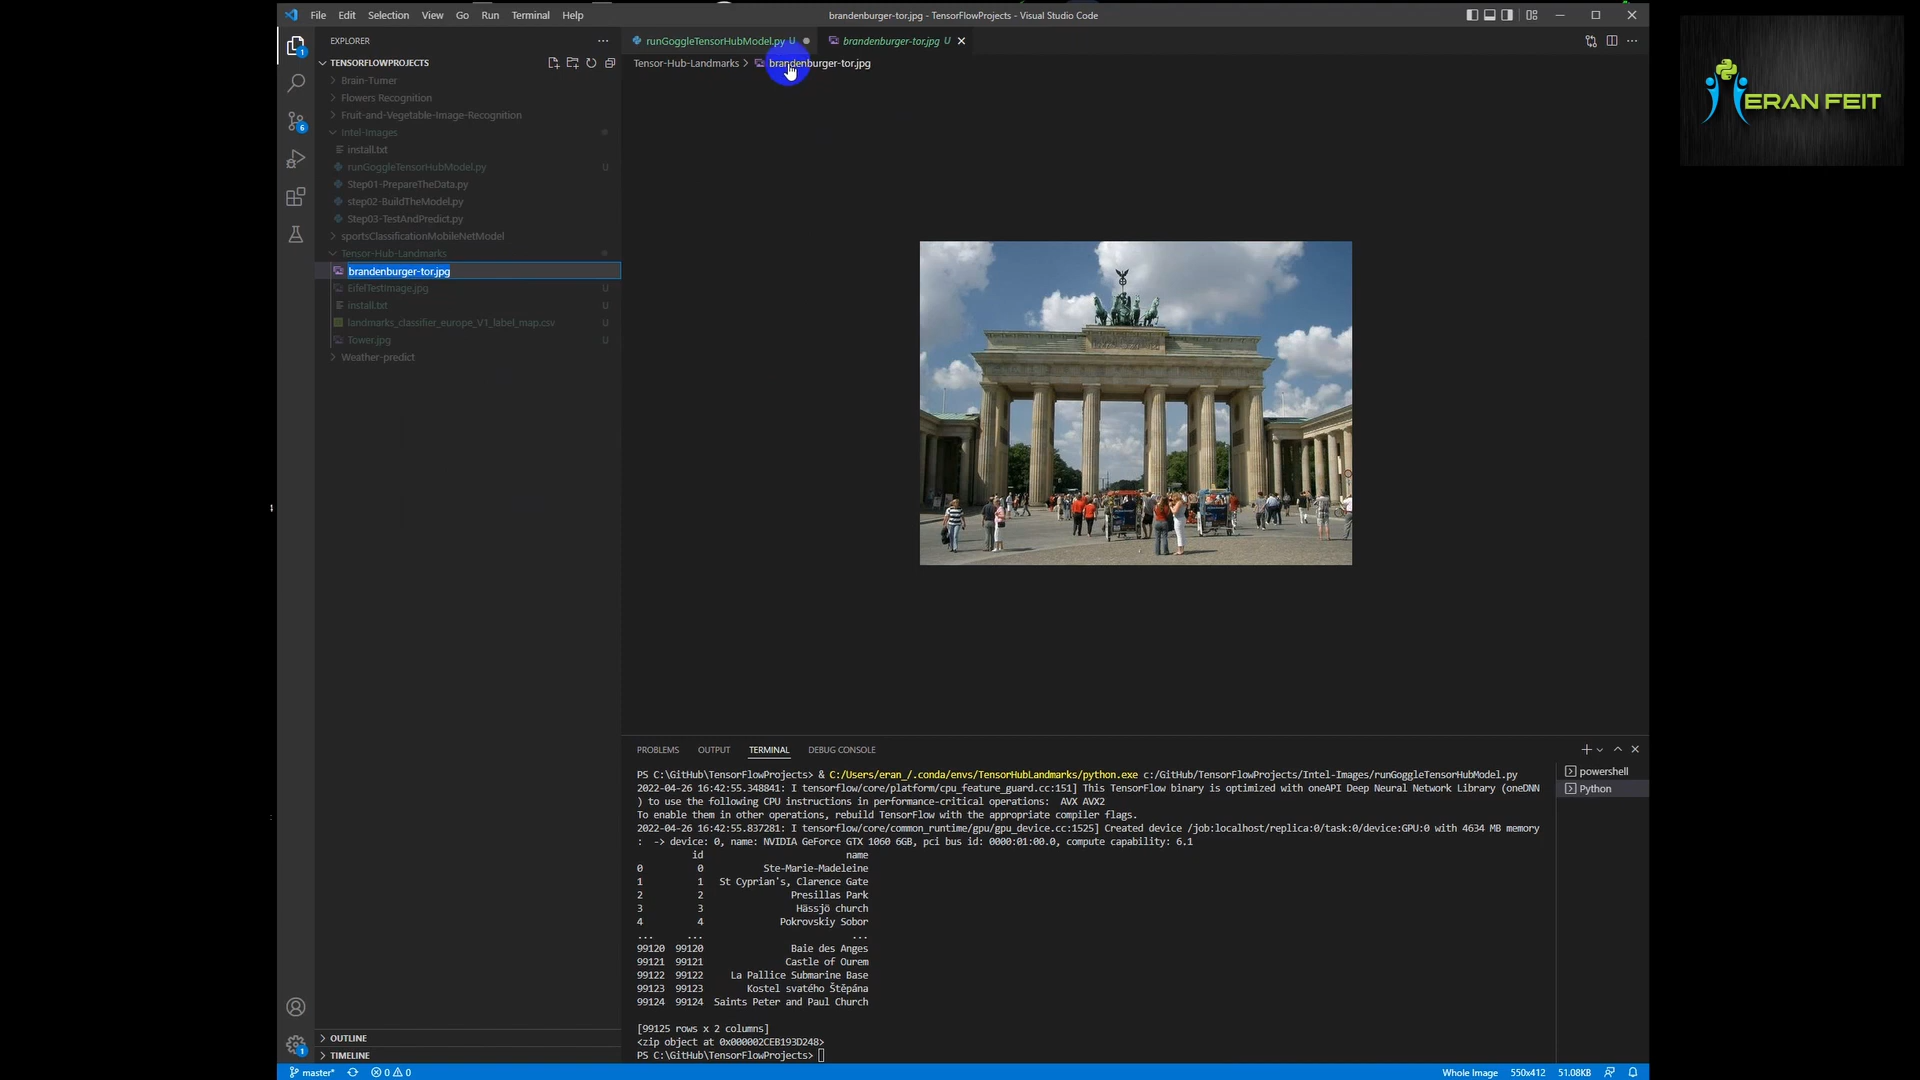 File Edit Selection View Go Run Terminal Help
brandenburger-tor.jpg - TensorFlowProjects - Visual Studio Code
EXPLORER
runGoggleTensorHubModel.py U
brandenburger-tor.jpg U
TENSORFLOWPROJECTS
Tensor-Hub-Landmarks > brandenburger-tor.jpg
1
Brain-Tumer
Flowers Recognition
Fruit-and-Vegetable-Image-Recognition
6
Intel-Images
install.txt
runGoggleTensorHubModel.py U
Step01-PrepareTheData.py
step02-BuildTheModel.py
Step03-TestAndPredict.py
sportsClassificationMobileNetModel
Tensor-Hub-Landmarks
brandenburger-tor.jpg
EifelTestImage.jpg U
install.txt U
landmarks_classifier_europe_V1_label_map.csv U
Tower.jpg U
Weather-predict
ERAN FEIT
PROBLEMS OUTPUT TERMINAL DEBUG CONSOLE
powershell
Python
PS C:\GitHub\TensorFlowProjects> & C:/Users/eran_/.conda/envs/TensorHubLandmarks/python.exe c:/GitHub/TensorFlowProjects/Intel-Images/runGoggleTensorHubModel.py
2022-04-26 16:42:55.348841: I tensorflow/core/platform/cpu_feature_guard.cc:151] This TensorFlow binary is optimized with oneAPI Deep Neural Network Library (oneDNN
) to use the following CPU instructions in performance-critical operations: AVX AVX2
To enable them in other operations, rebuild TensorFlow with the appropriate compiler flags.
2022-04-26 16:42:55.837281: I tensorflow/core/common_runtime/gpu/gpu_device.cc:1525] Created device /job:localhost/replica:0/task:0/device:GPU:0 with 4634 MB memory
: -> device: 0, name: NVIDIA GeForce GTX 1060 6GB, pci bus id: 0000:01:00.0, compute capability: 6.1
id name
0 0 Ste-Marie-Madeleine
1 1 St Cyprian's, Clarence Gate
2 2 Presillas Park
3 3 Hässjö church
4 4 Pokrovskiy Sobor
... ... ...
99120 99120 Baie des Anges
99121 99121 Castle of Ourem
99122 99122 La Pallice Submarine Base
99123 99123 Kostel svatého Štěpána
99124 99124 Saints Peter and Paul Church
[99125 rows x 2 columns]
<zip object at 0x000002CEB193D248>
PS C:\GitHub\TensorFlowProjects>
OUTLINE
TIMELINE
1
master* 0 0
Whole Image 550x412 51.08KB